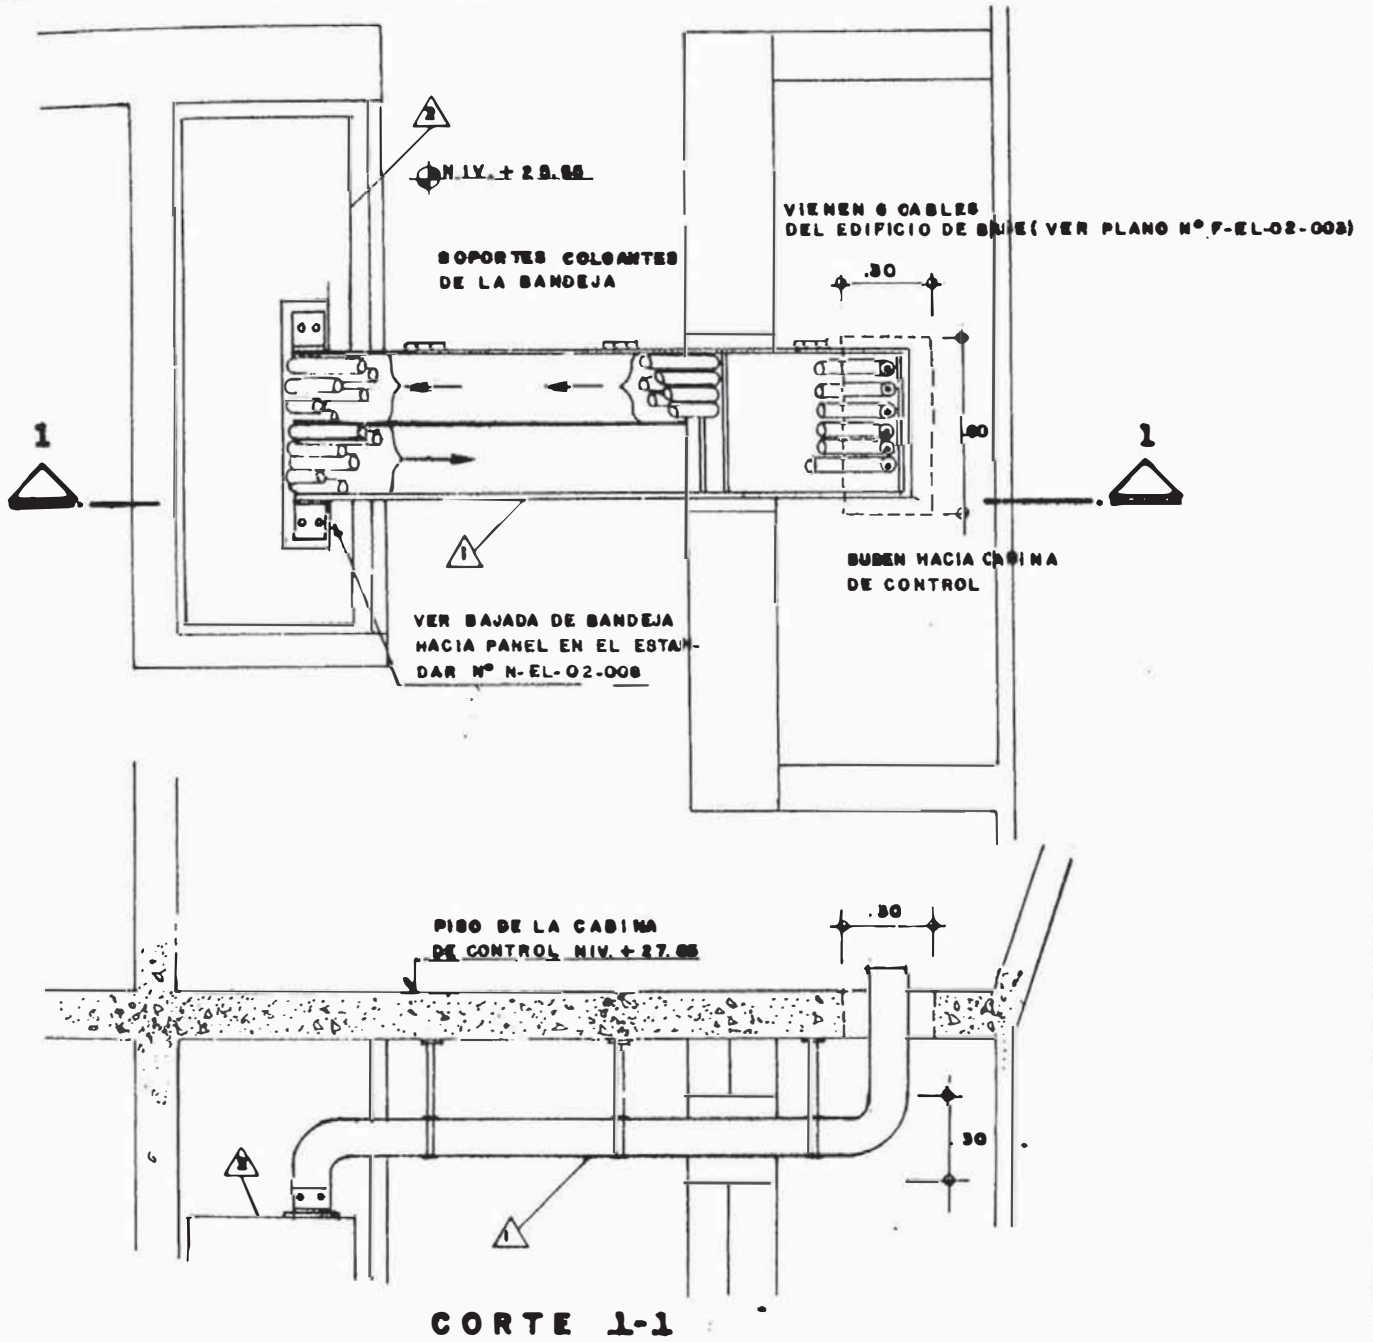 2
NIV. + 25.65
VIENEN 6 CABLES
DEL EDIFICIO DE (VER PLANO Nº F-EL-02-003)
SOPORTES COLGANTES
DE LA BANDEJA
.30
.60
1
1
1
SUBEN HACIA CABINA
DE CONTROL
VER BAJADA DE BANDEJA
HACIA PANEL EN EL ESTAN-
DAR Nº N-EL-02-008
PISO DE LA CABINA
DE CONTROL NIV. + 27.65
.30
.30
2
1
CORTE 1-1